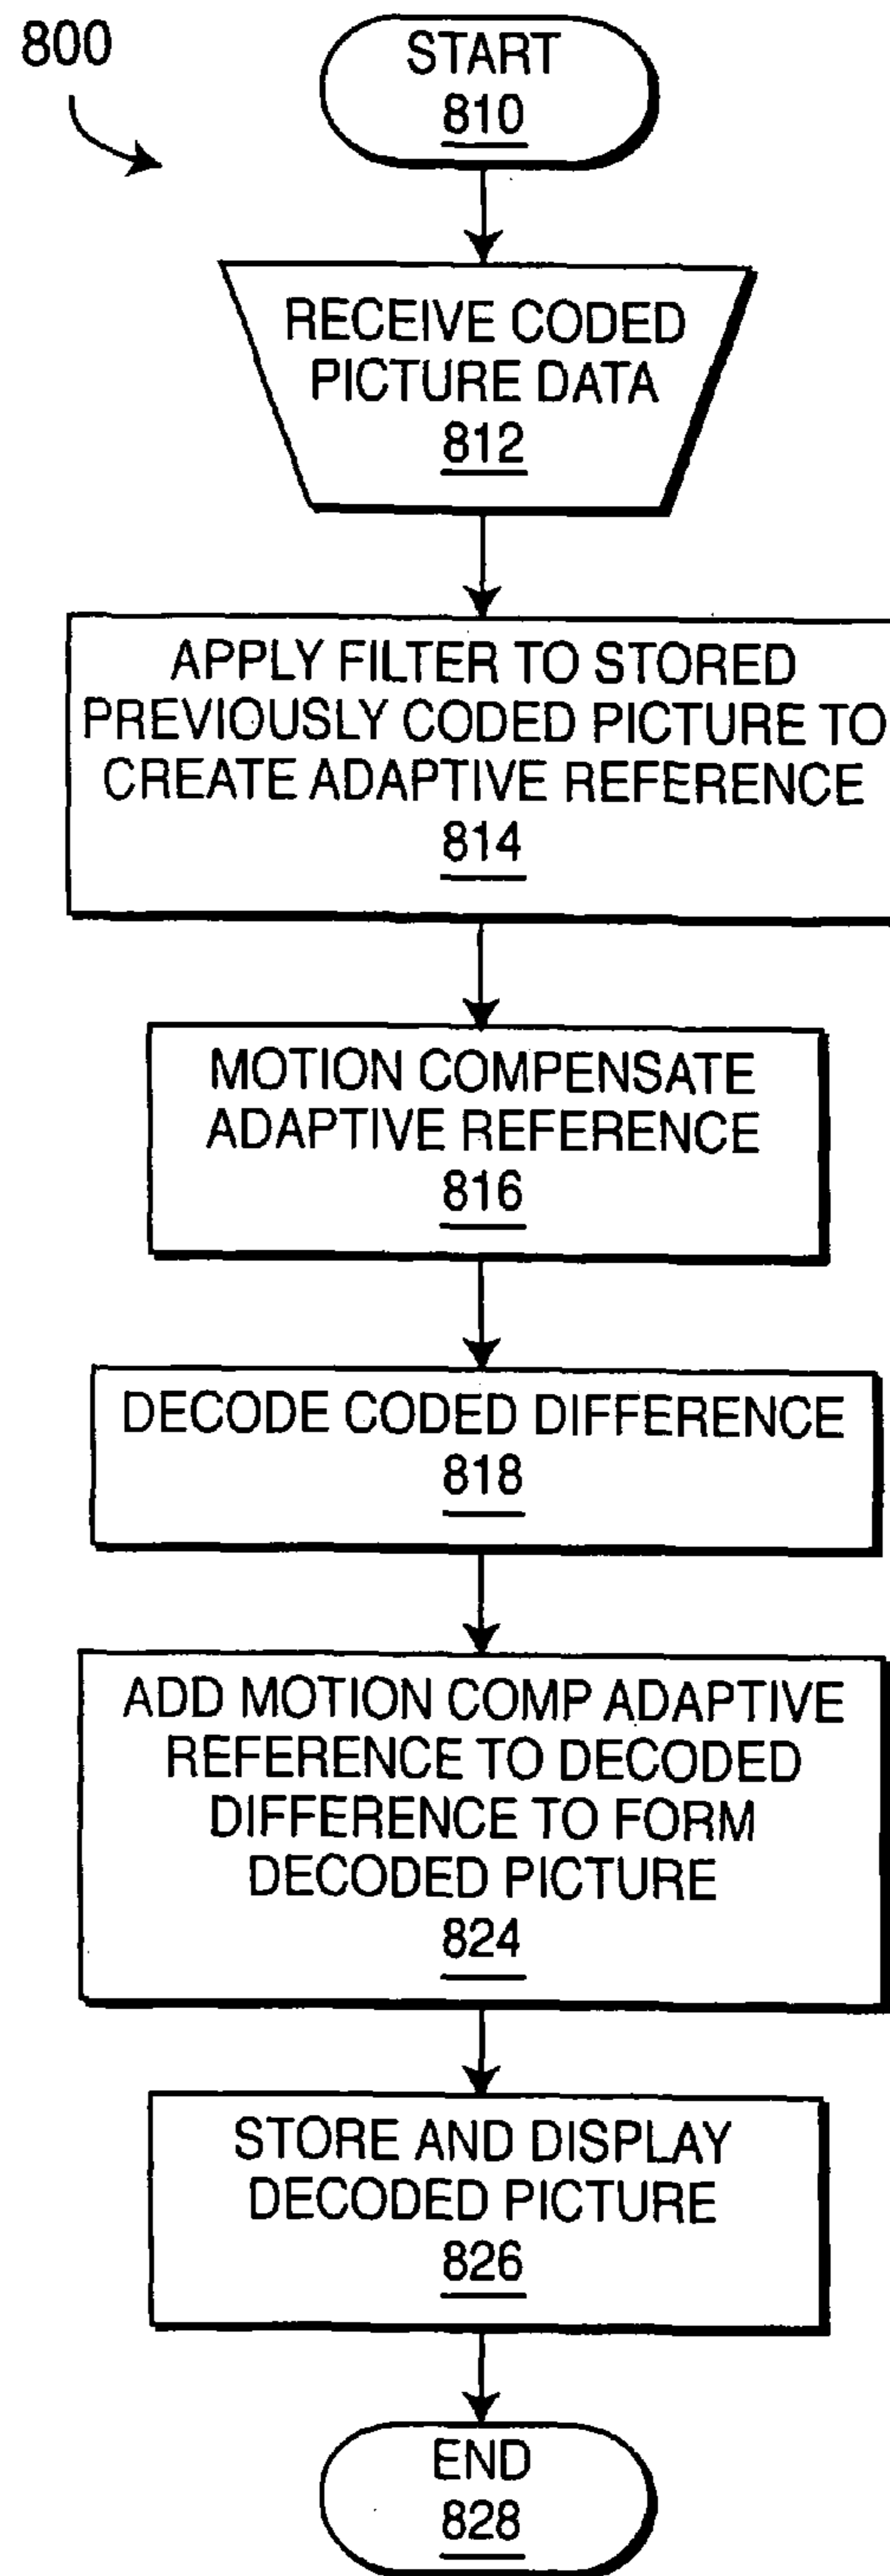 800
START
810
RECEIVE CODED
PICTURE DATA
812
APPLY FILTER TO STORED
PREVIOUSLY CODED PICTURE TO
CREATE ADAPTIVE REFERENCE
814
MOTION COMPENSATE
ADAPTIVE REFERENCE
816
DECODE CODED DIFFERENCE
818
ADD MOTION COMP ADAPTIVE
REFERENCE TO DECODED
DIFFERENCE TO FORM
DECODED PICTURE
824
STORE AND DISPLAY
DECODED PICTURE
826
END
828